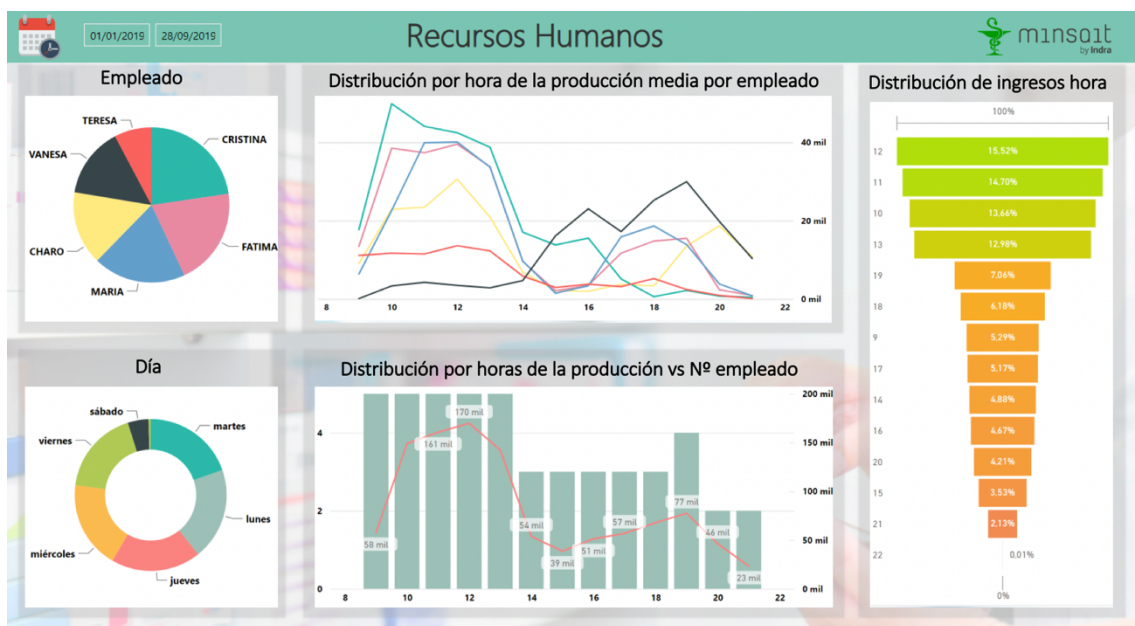 01/01/2019 28/09/2019
Recursos Humanos
minsait
by Indra
Empleado
TERESA
CRISTINA
VANESA
CHARO
FATIMA
MARIA
Distribución por hora de la producción media por empleado
40 mil
20 mil
0 mil
8 10 12 14 16 18 20 22
Distribución de ingresos hora
100%
12 15,52%
11 14,70%
10 13,66%
13 12,98%
19 7,06%
18 6,18%
9 5,29%
17 5,17%
14 4,88%
16 4,67%
20 4,21%
15 3,53%
21 2,13%
22 0,01%
0%
Día
sábado
martes
viernes
lunes
miércoles
jueves
Distribución por horas de la producción vs Nº empleado
200 mil
170 mil
4
161 mil
150 mil
100 mil
2
77 mil
54 mil
57 mil
58 mil
51 mil
46 mil
50 mil
39 mil
23 mil
0
0 mil
8 10 12 14 16 18 20 22